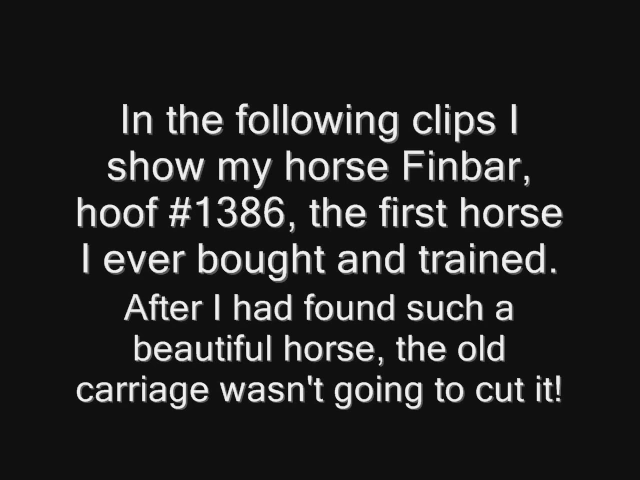 In the following clips I
show my horse Finbar,
hoof #1386, the first horse
I ever bought and trained.
After I had found such a
beautiful horse, the old
carriage wasn't going to cut it!